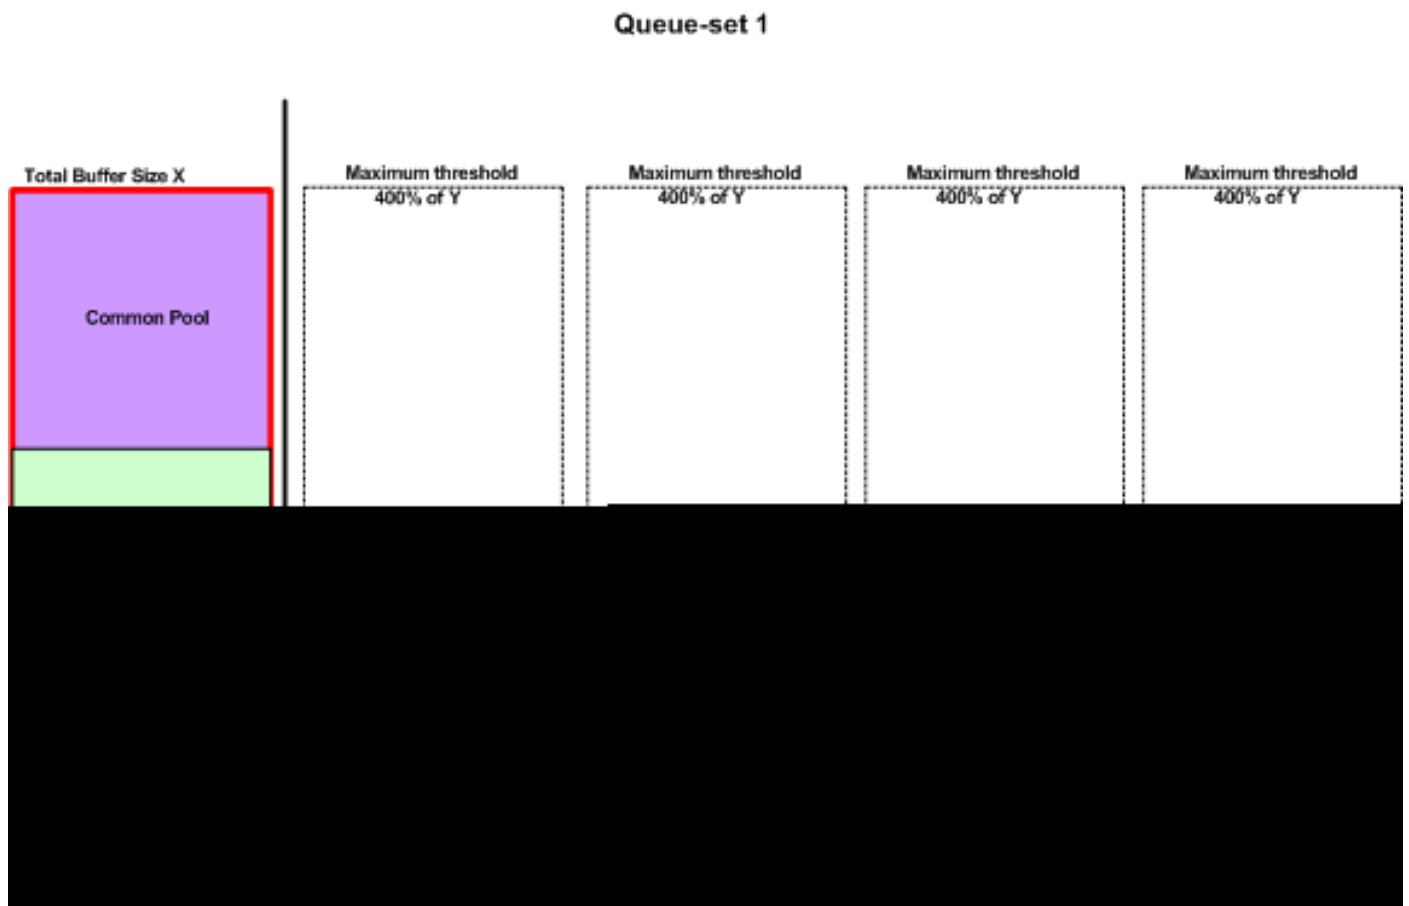 Queue-set 1
Total Buffer Size X
Maximum threshold
400% of Y
Maximum threshold
400% of Y
Maximum threshold
400% of Y
Maximum threshold
400% of Y
Common Pool